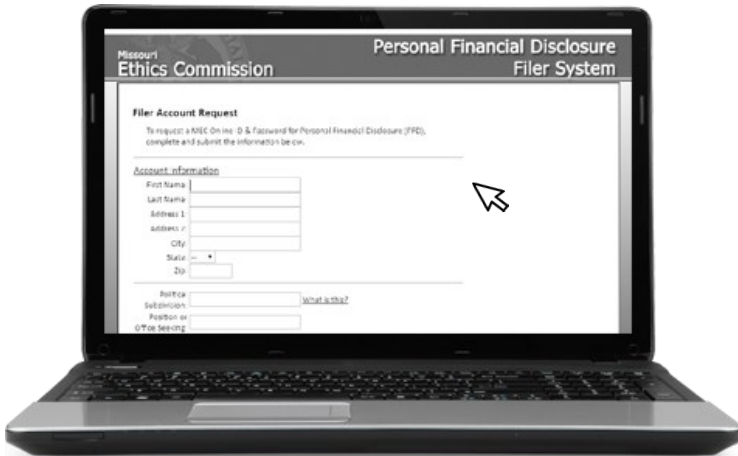 Missouri
Ethics Commission
Personal Financial Disclosure
Filer System
Filer Account Request
To request a MEC Online ID & Password for Personal Financial Disclosure (PFD),
complete and submit the information below.
Account Information
First Name
Last Name
Address 1
Address 2
City
State -- 
Zip
Political
Subdivision
What is this?
Position or
Office Seeking